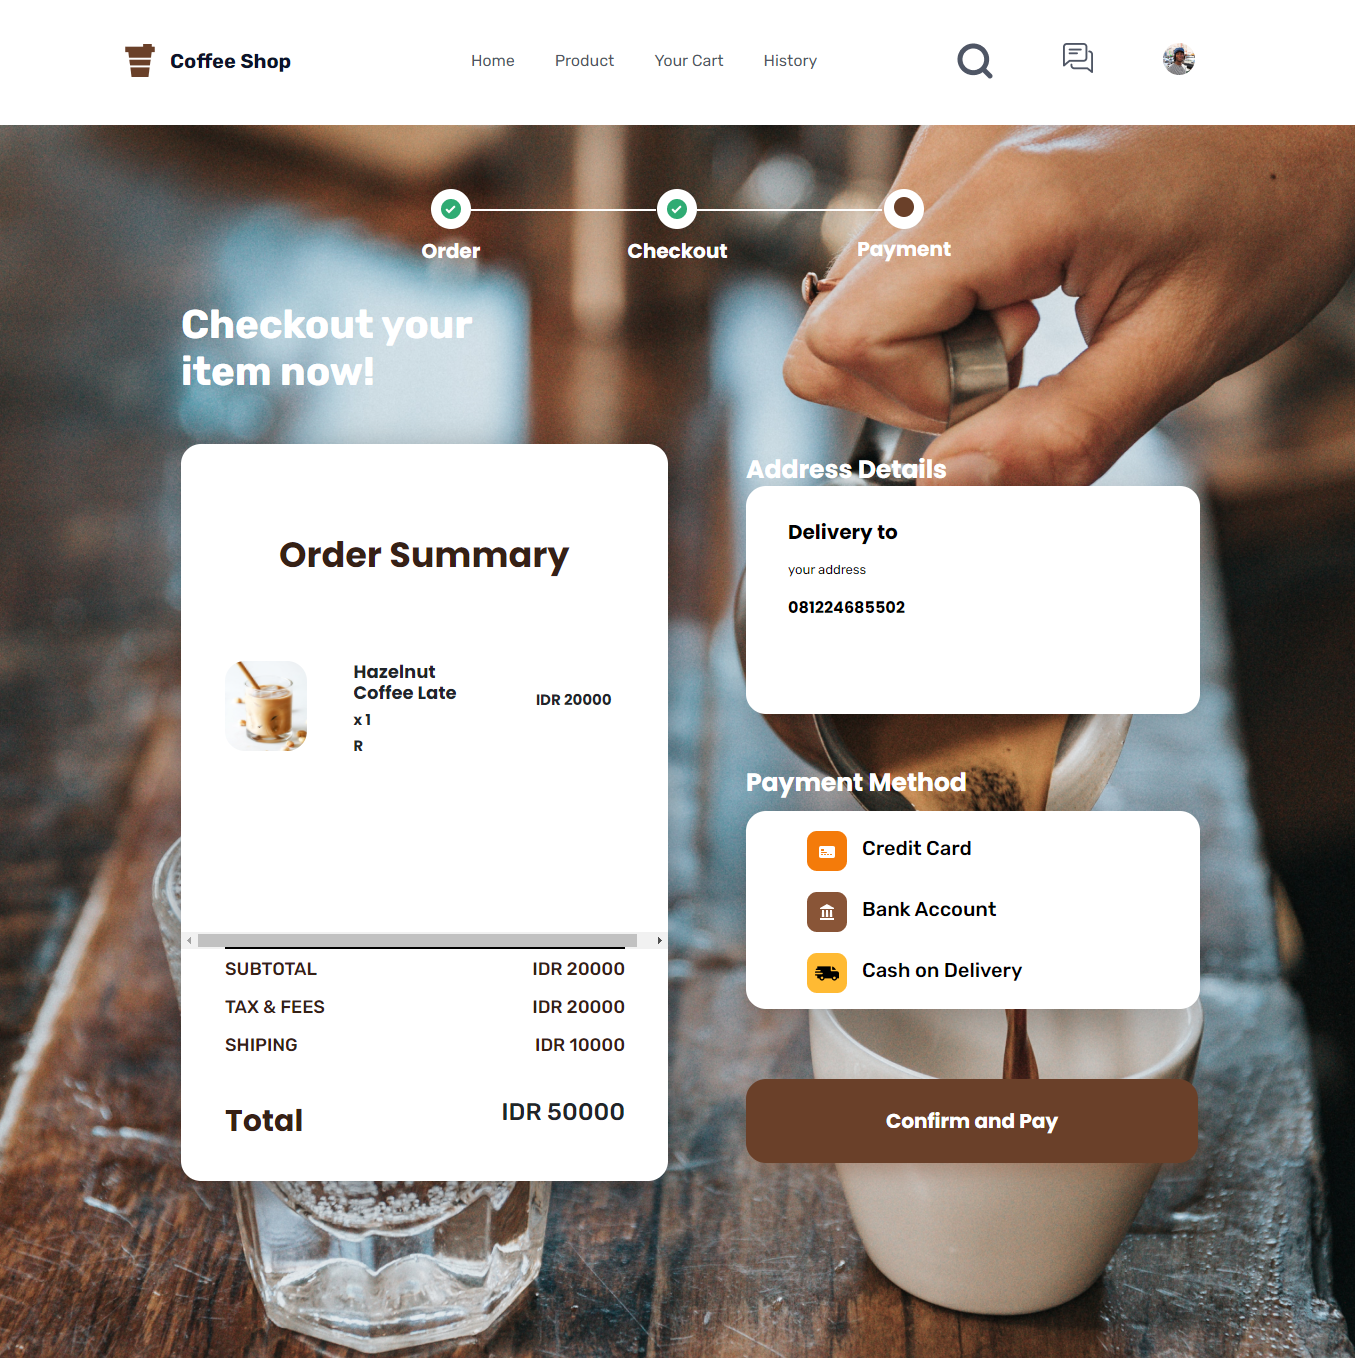 Coffee Shop
Home
Product
Your Cart
History
Order
Checkout
Payment
Checkout your
item now!
Order Summary
Hazelnut
Coffee Late
x 1
R
IDR 20000
SUBTOTAL IDR 20000
TAX & FEES IDR 20000
SHIPING IDR 10000
Total IDR 50000
Address Details
Delivery to
your address
081224685502
Payment Method
Credit Card
Bank Account
Cash on Delivery
Confirm and Pay